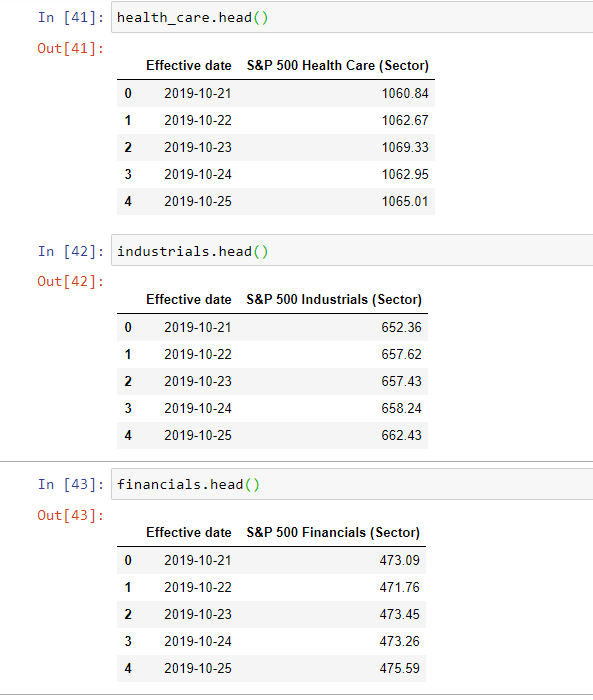 In [41]: health_care.head()
Out[41]:
Effective date S&P 500 Health Care (Sector)
0 2019-10-21 1060.84
1 2019-10-22 1062.67
2 2019-10-23 1069.33
3 2019-10-24 1062.95
4 2019-10-25 1065.01
In [42]: industrials.head()
Out[42]:
Effective date S&P 500 Industrials (Sector)
0 2019-10-21 652.36
1 2019-10-22 657.62
2 2019-10-23 657.43
3 2019-10-24 658.24
4 2019-10-25 662.43
In [43]: financials.head()
Out[43]:
Effective date S&P 500 Financials (Sector)
0 2019-10-21 473.09
1 2019-10-22 471.76
2 2019-10-23 473.45
3 2019-10-24 473.26
4 2019-10-25 475.59